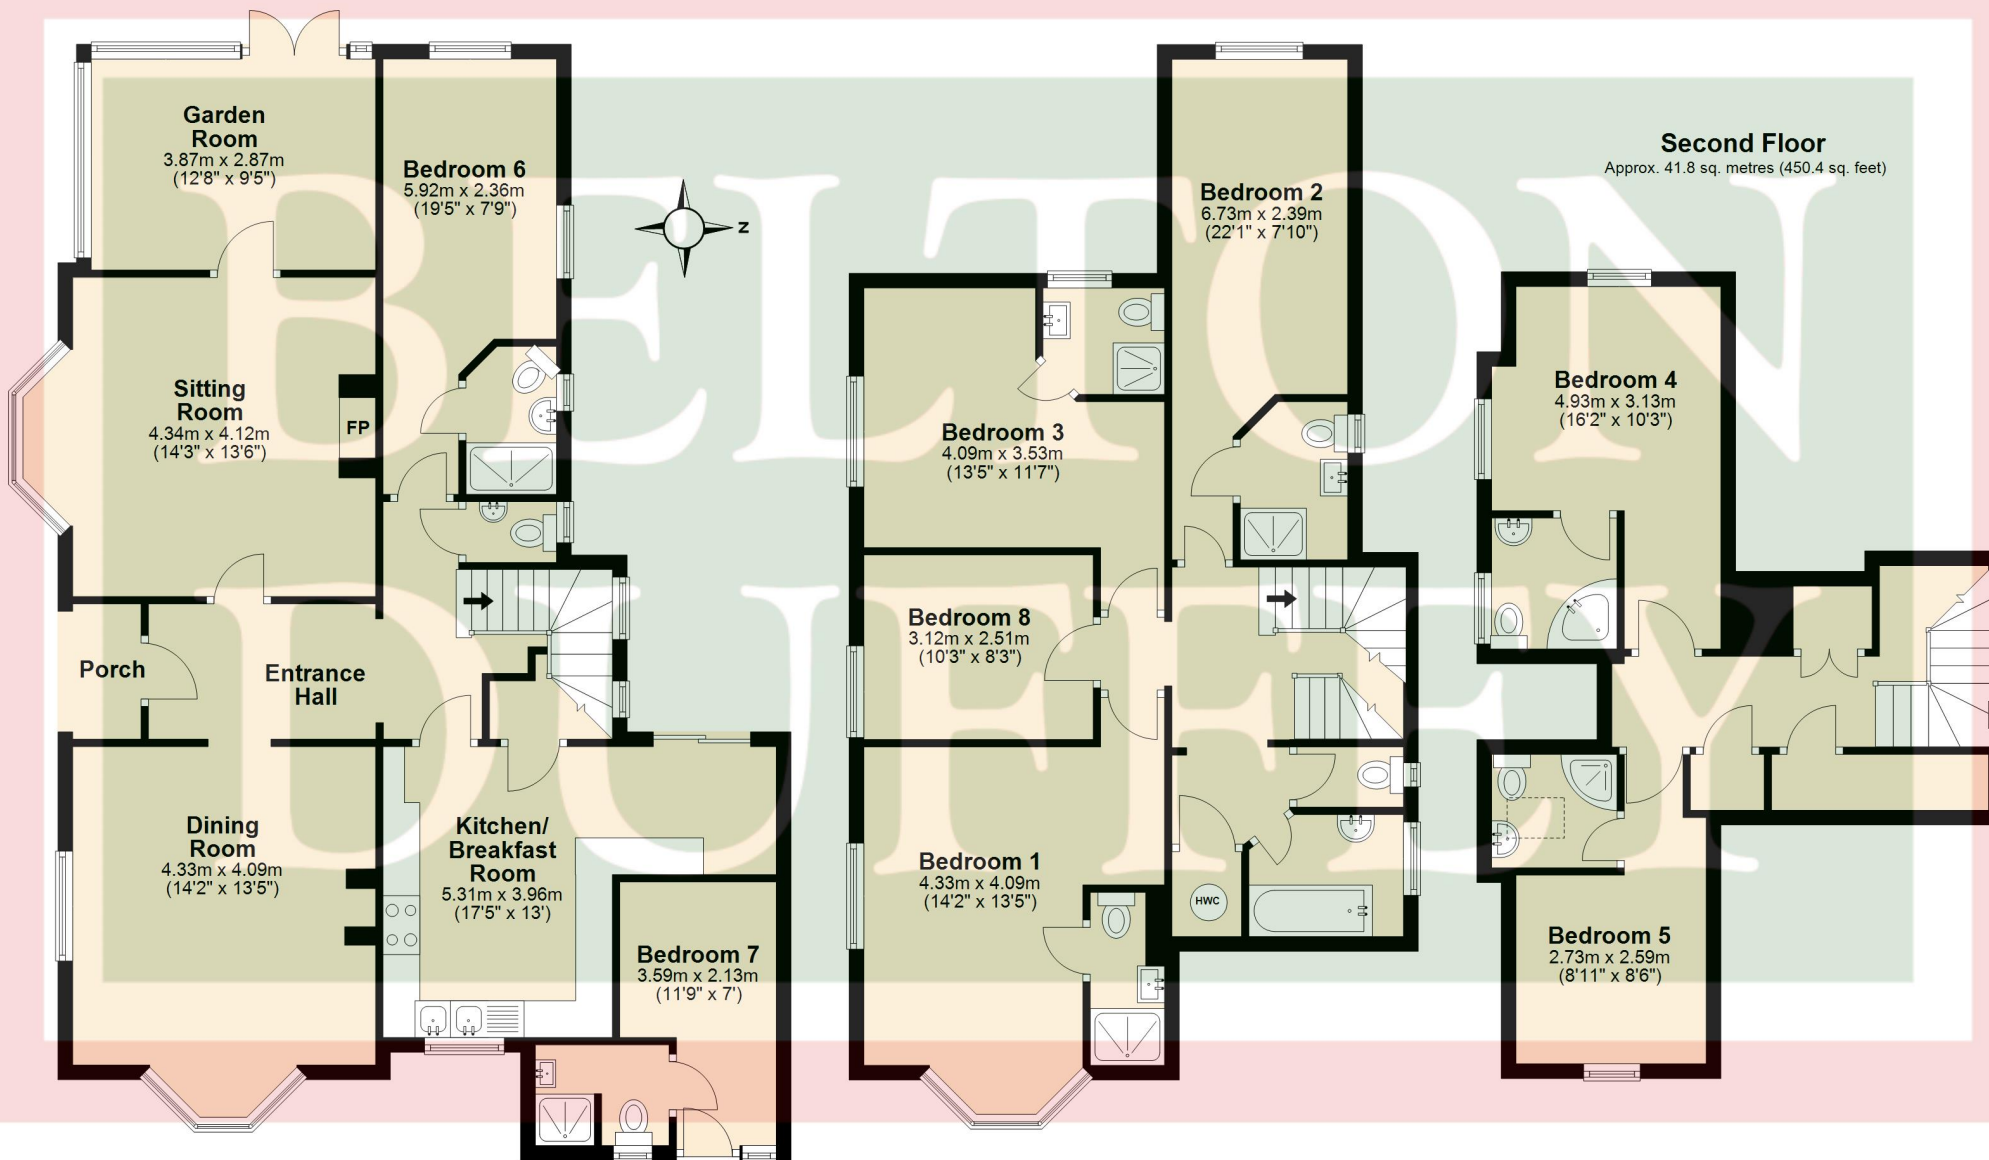 Garden
Room
3.87m x 2.87m
(12'8" x 9'5")
Bedroom 6
5.92m x 2.36m
(19'5" x 7'9")
Z
Sitting
Room
4.34m x 4.12m
(14'3" x 13'6")
FP
Porch
Entrance
Hall
Dining
Room
4.33m x 4.09m
(14'2" x 13'5")
Kitchen/
Breakfast
Room
5.31m x 3.96m
(17'5" x 13')
Bedroom 7
3.59m x 2.13m
(11'9" x 7')
Bedroom 2
6.73m x 2.39m
(22'1" x 7'10")
Bedroom 3
4.09m x 3.53m
(13'5" x 11'7")
Bedroom 8
3.12m x 2.51m
(10'3" x 8'3")
Bedroom 1
4.33m x 4.09m
(14'2" x 13'5")
HWC
Second Floor
Approx. 41.8 sq. metres (450.4 sq. feet)
Bedroom 4
4.93m x 3.13m
(16'2" x 10'3")
Bedroom 5
2.73m x 2.59m
(8'11" x 8'6")
BELTON
DUFFEY